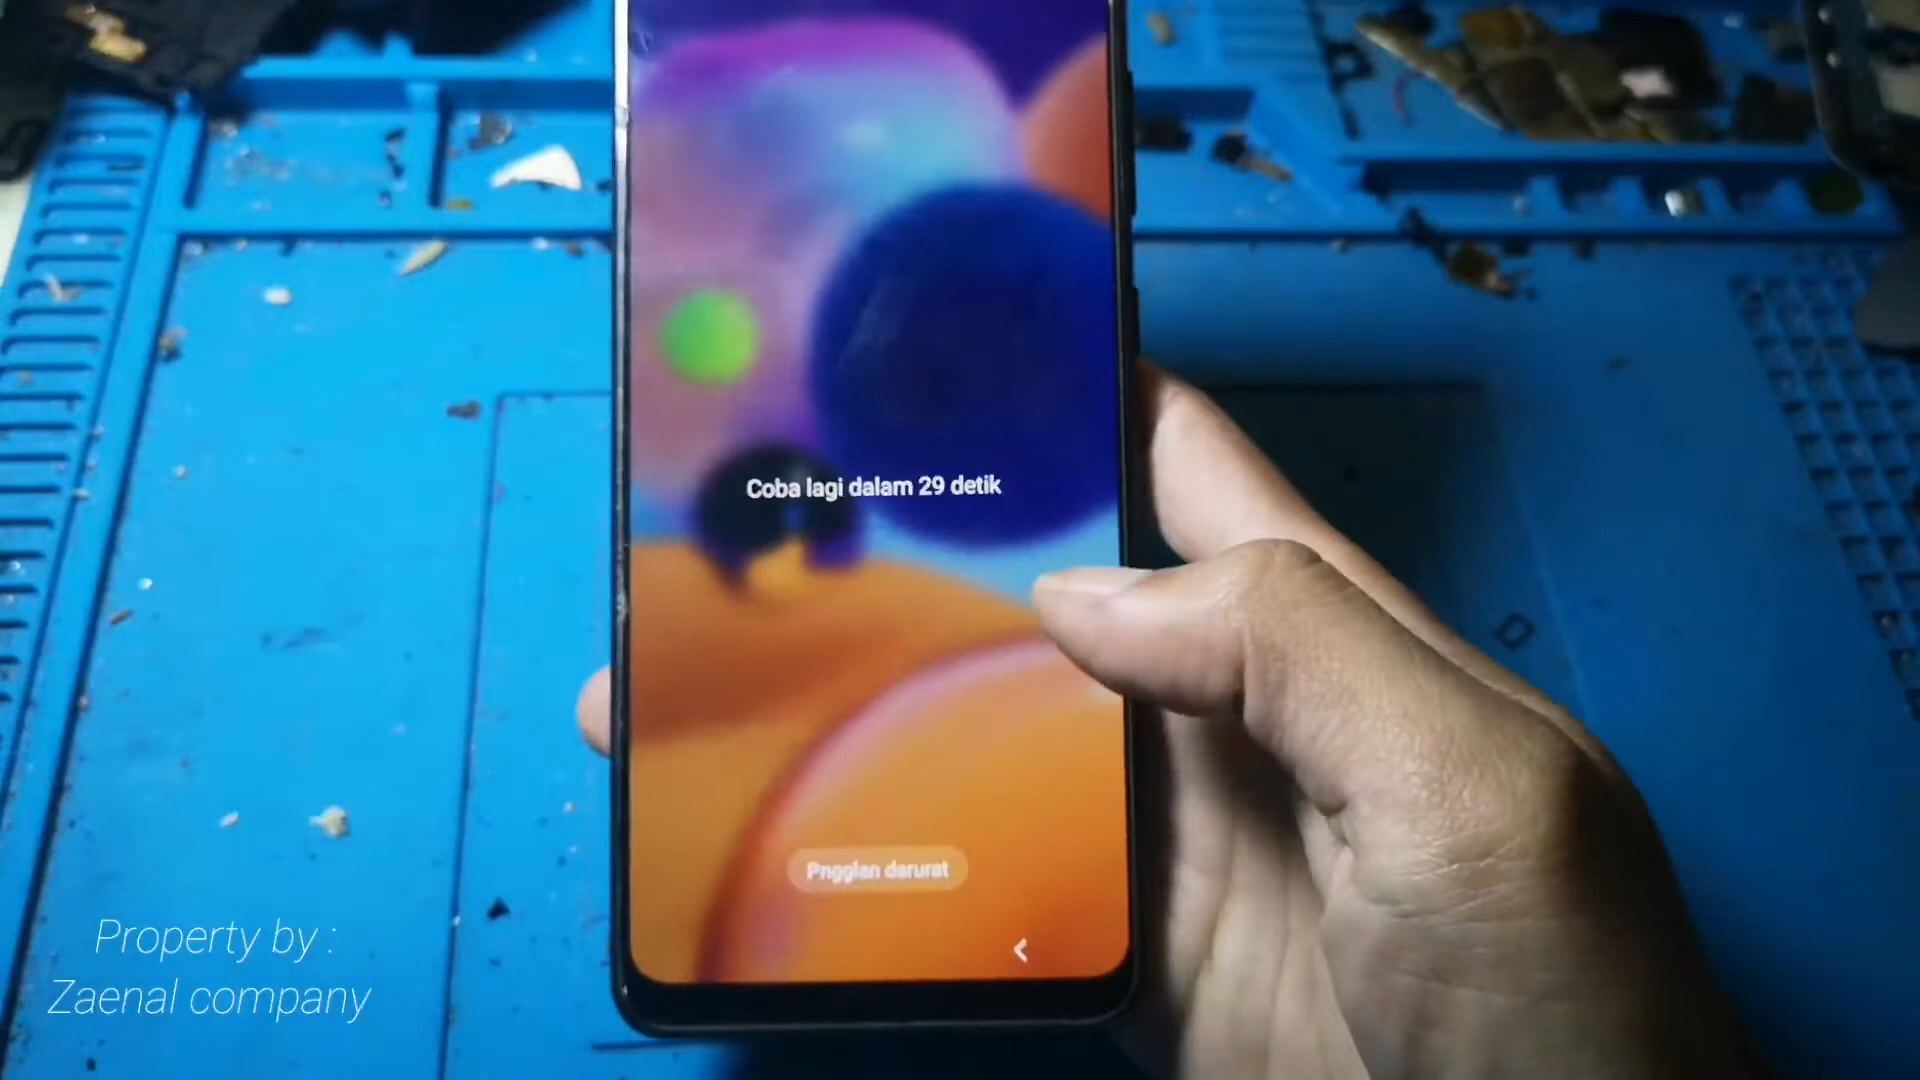 Coba lagi dalam 29 detik
Pngglan darurat
Property by :
Zaenal company